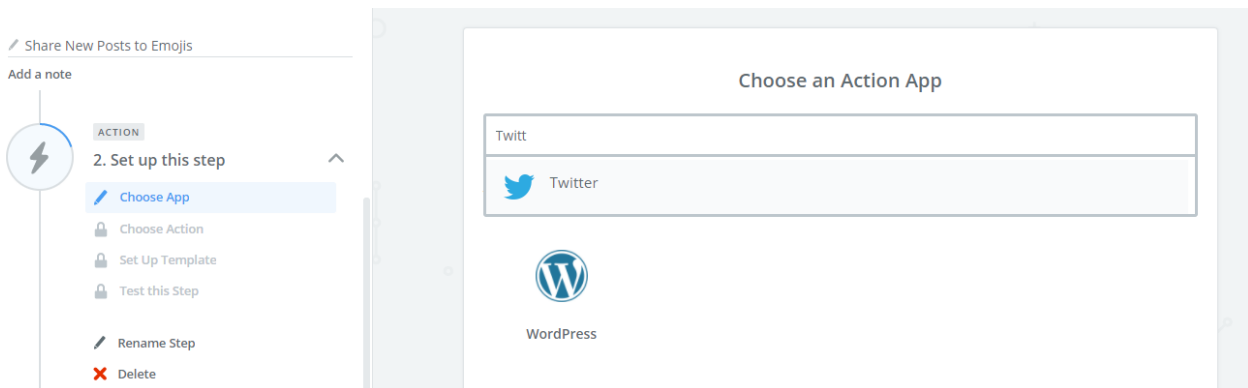 Share New Posts to Emojis
Add a note
ACTION
2. Set up this step
Choose App
Choose Action
Set Up Template
Test this Step
Rename Step
Delete
Choose an Action App
Twitt
Twitter
WordPress